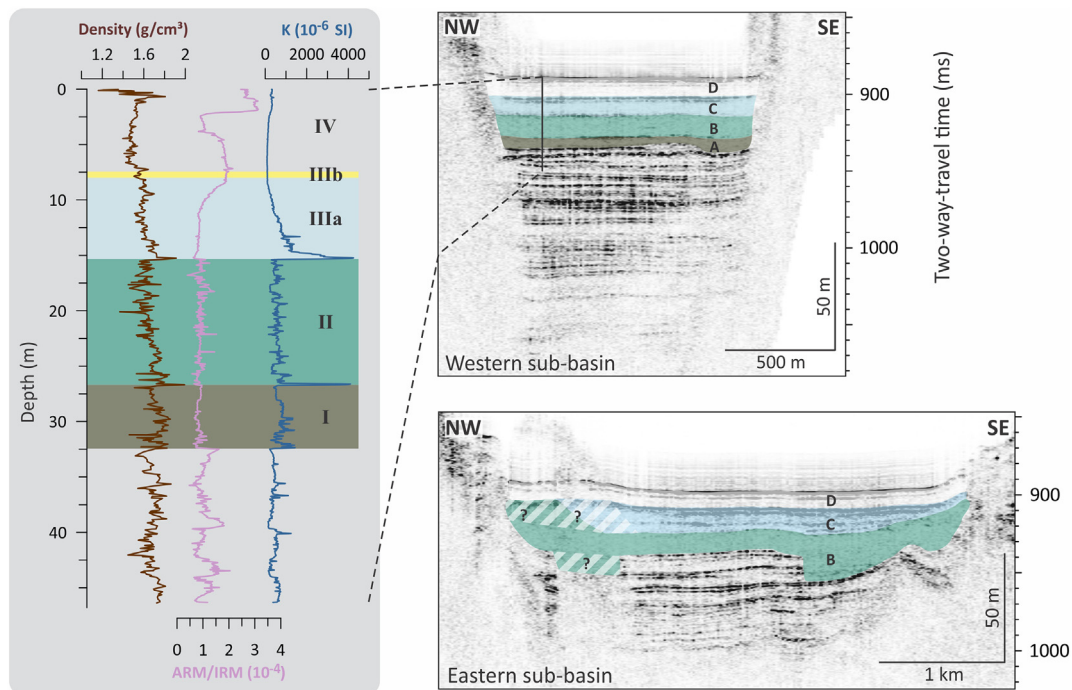 Density (g/cm³)
K (10⁻⁶ SI)
1.2 1.6 2
0 2000 4000
0
10
20
30
40
Depth (m)
IV
IIIb
IIIa
II
I
0 1 2 3 4
ARM/IRM (10⁻⁴)
NW
SE
D
C
B
A
900
1000
Two-way-travel time (ms)
50 m
500 m
Western sub-basin
NW
SE
D
C
B
?
?
?
900
1000
50 m
1 km
Eastern sub-basin